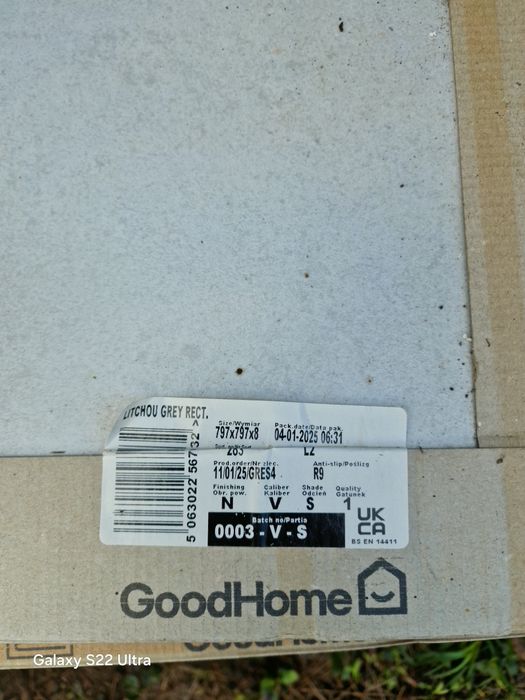 LITCHOU GREY RECT.
Size/Wymiar Pack.date/Data pak.
797x797x8 04-01-2025 06:31
283 L2
Prod.order/Nr zlec. Anti-slip/Poślizg
11/01/25/GRES4 R9
Finishing Caliber Shade Quality
Obr. pow. Kaliber Odcień Gatunek
N V S 1
Batch no/Partia
0003 - V - S
UK
CA
BS EN 14411
5 063022 567132 >
GoodHome
Galaxy S22 Ultra